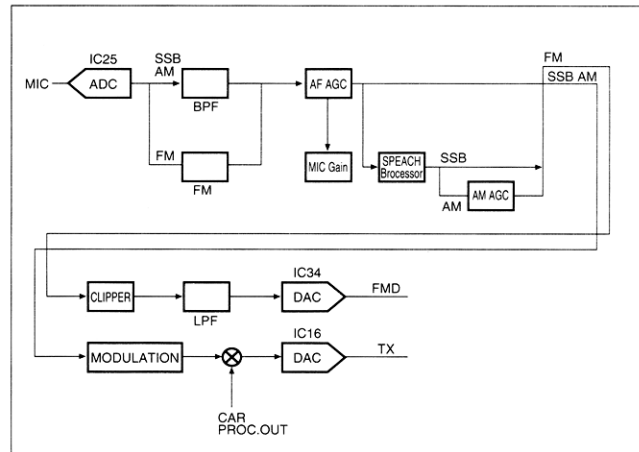 IC25
MIC
ADC
SSB
AM
BPF
FM
FM
AF AGC
MIC Gain
SPEACH
Brocessor
SSB
AM
AM AGC
FM
SSB AM
CLIPPER
LPF
IC34
DAC
FMD
MODULATION
IC16
DAC
TX
CAR
PROC.OUT